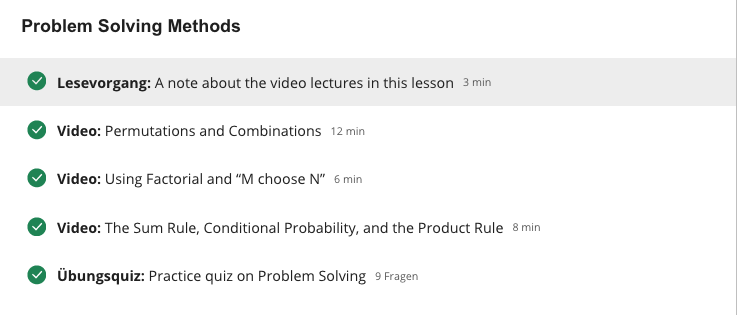 Problem Solving Methods
Lesevorgang: A note about the video lectures in this lesson 3 min
Video: Permutations and Combinations 12 min
Video: Using Factorial and “M choose N” 6 min
Video: The Sum Rule, Conditional Probability, and the Product Rule 8 min
Übungsquiz: Practice quiz on Problem Solving 9 Fragen